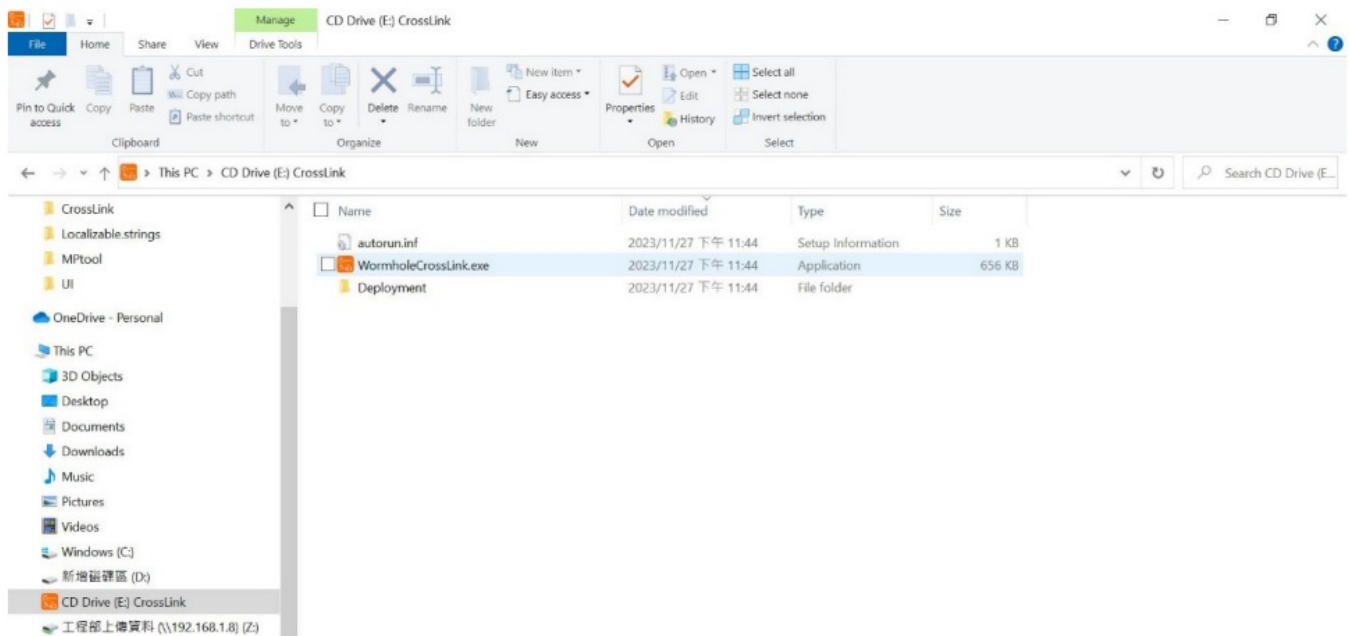 Manage CD Drive (E:) CrossLink
File Home Share View Drive Tools
Pin to Quick access
Copy
Paste
Cut
Copy path
Paste shortcut
Clipboard
Move to
Copy to
Delete
Rename
Organize
New folder
New item
Easy access
New
Properties
Open
Edit
History
Open
Select all
Select none
Invert selection
Select
This PC > CD Drive (E:) CrossLink
Search CD Drive (E...
CrossLink
Localizable.strings
MPtool
UI
OneDrive - Personal
This PC
3D Objects
Desktop
Documents
Downloads
Music
Pictures
Videos
Windows (C:)
新增磁碟區 (D:)
CD Drive (E:) CrossLink
工程部上傳資料 (\\192.168.1.8) (Z:)
Name Date modified Type Size
autorun.inf 2023/11/27 下午 11:44 Setup Information 1 KB
WormholeCrossLink.exe 2023/11/27 下午 11:44 Application 656 KB
Deployment 2023/11/27 下午 11:44 File folder